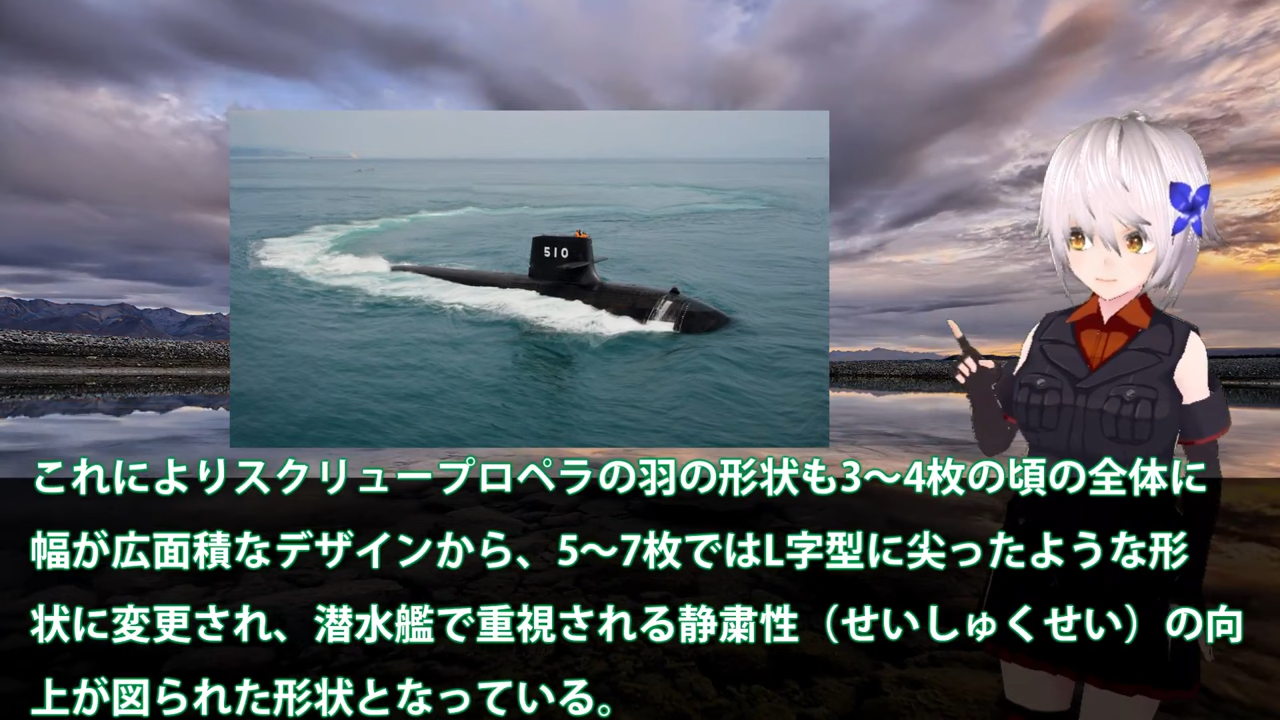 510
これによりスクリュープロペラの羽の形状も3～4枚の頃の全体に
幅が広面積なデザインから、5～7枚ではL字型に尖ったような形
状に変更され、潜水艦で重視される静粛性（せいしゅくせい）の向
上が図られた形状となっている。